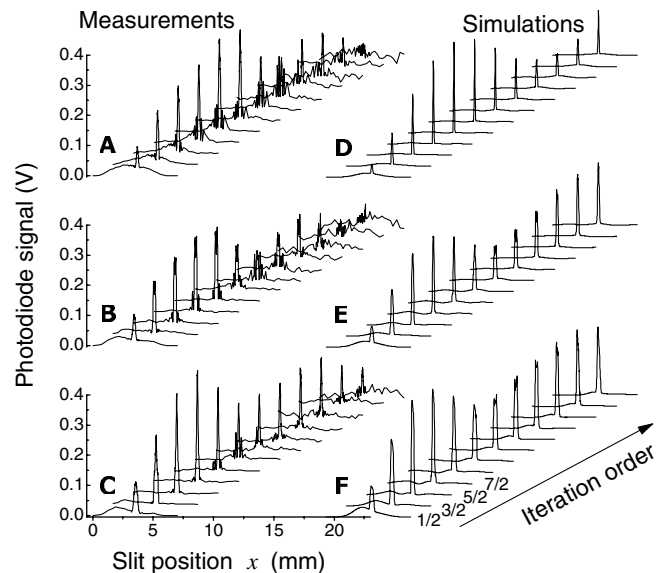 Measurements
Simulations
Photodiode signal (V)
0.4
0.3
0.2
0.1
0.0
A
D
0.4
0.3
0.2
0.1
0.0
B
E
0.4
0.3
0.2
0.1
0.0
C
F
1/2 3/2 5/2 7/2
Iteration order
0 5 10 15 20
Slit position x (mm)